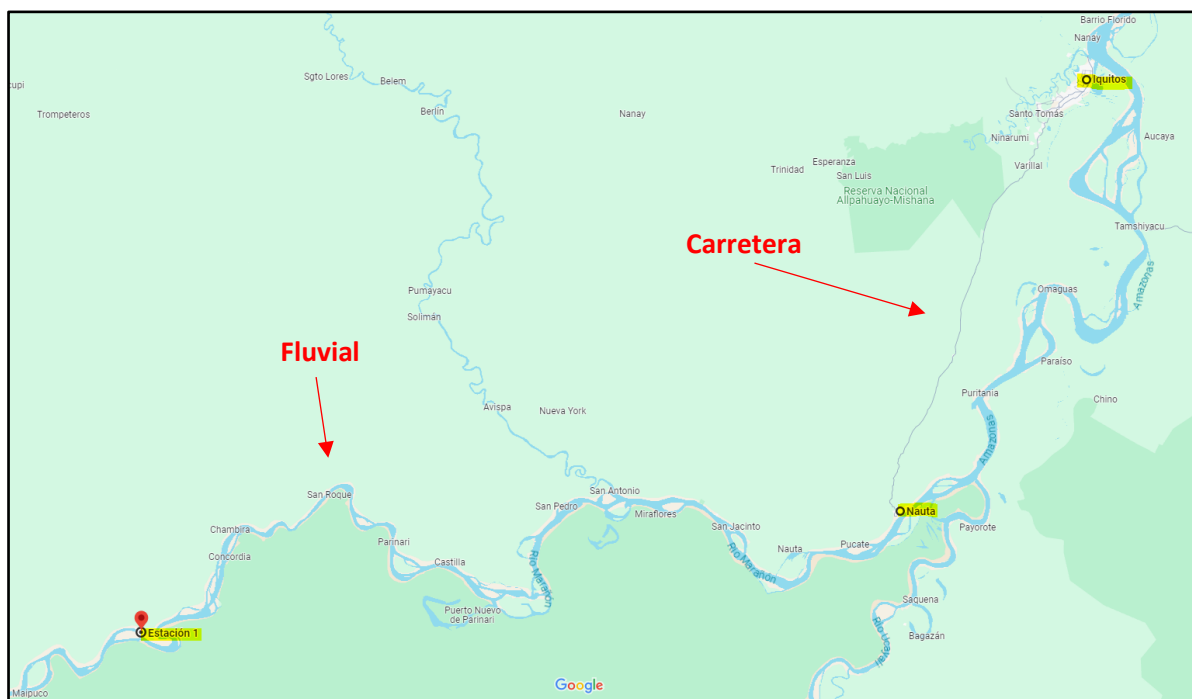 Barrio Florido
Nanay
Iquitos
Sgto Lores
Belem
cupi
Trompeteros
Berlín
Nanay
Santo Tomás
Aucaya
Ninarumi
Varillal
Esperanza
Trinidad
San Luis
Reserva Nacional
Allpahuayo-Mishana
Tamshiyacu
Carretera
Amazonas
Pumayacu
Omaguas
Solimán
Fluvial
Paraíso
Puritania
Chino
Avispa
Nueva York
Amazonas
San Roque
San Antonio
San Pedro
Miraflores
Nauta
San Jacinto
Payorote
Chambira
Parinari
Nauta
Pucate
Concordia
Castilla
Río Marañón
Río Marañón
Puerto Nuevo
de Parinari
Saquena
Estación 1
Bagazán
Río Ucayali
Google
Maipuco